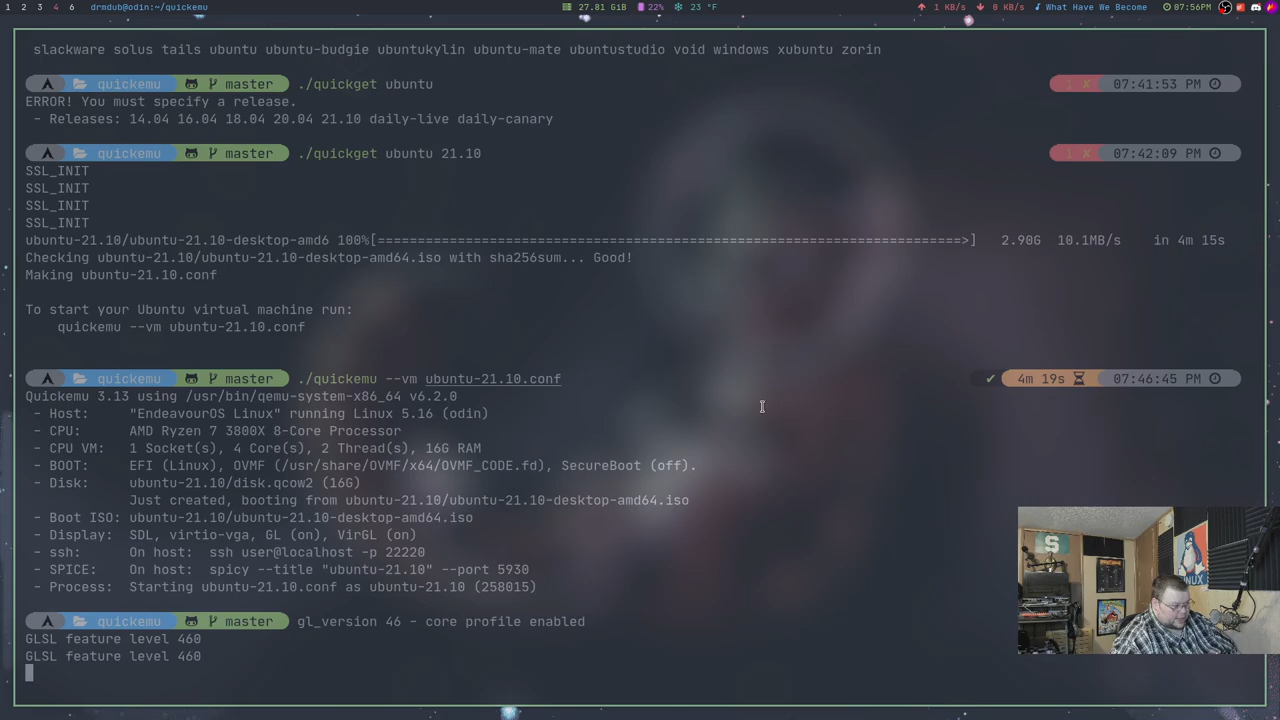 1 2 3 4 6 drmdub@odin:~/quickemu 27.81 GiB 22% 23 °F 1 KB/s 8 KB/s What Have We Become 07:56PM
slackware solus tails ubuntu ubuntu-budgie ubuntukylin ubuntu-mate ubuntustudio void windows xubuntu zorin
quickemu master ./quickget ubuntu 1 ✘ 07:41:53 PM
ERROR! You must specify a release.
- Releases: 14.04 16.04 18.04 20.04 21.10 daily-live daily-canary
quickemu master ./quickget ubuntu 21.10 1 ✘ 07:42:09 PM
SSL_INIT
SSL_INIT
SSL_INIT
SSL_INIT
ubuntu-21.10/ubuntu-21.10-desktop-amd6 100%[=========================================================================>] 2.90G 10.1MB/s in 4m 15s
Checking ubuntu-21.10/ubuntu-21.10-desktop-amd64.iso with sha256sum... Good!
Making ubuntu-21.10.conf
To start your Ubuntu virtual machine run:
quickemu --vm ubuntu-21.10.conf
quickemu master ./quickemu --vm ubuntu-21.10.conf ✔ 4m 19s 07:46:45 PM
Quickemu 3.13 using /usr/bin/qemu-system-x86_64 v6.2.0
- Host: "EndeavourOS Linux" running Linux 5.16 (odin)
- CPU: AMD Ryzen 7 3800X 8-Core Processor
- CPU VM: 1 Socket(s), 4 Core(s), 2 Thread(s), 16G RAM
- BOOT: EFI (Linux), OVMF (/usr/share/OVMF/x64/OVMF_CODE.fd), SecureBoot (off).
- Disk: ubuntu-21.10/disk.qcow2 (16G)
Just created, booting from ubuntu-21.10/ubuntu-21.10-desktop-amd64.iso
- Boot ISO: ubuntu-21.10/ubuntu-21.10-desktop-amd64.iso
- Display: SDL, virtio-vga, GL (on), VirGL (on)
- ssh: On host: ssh user@localhost -p 22220
- SPICE: On host: spicy --title "ubuntu-21.10" --port 5930
- Process: Starting ubuntu-21.10.conf as ubuntu-21.10 (258015)
quickemu master gl_version 46 - core profile enabled
GLSL feature level 460
GLSL feature level 460
LINUX